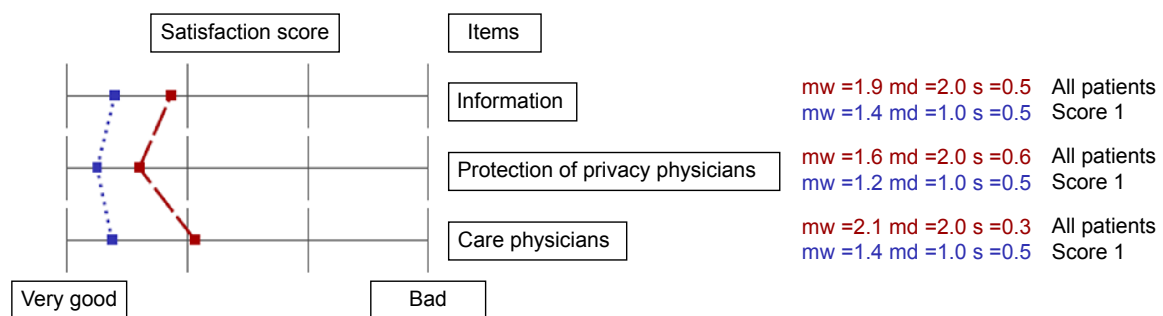 Satisfaction score
Items
Information
mw =1.9 md =2.0 s =0.5 All patients
mw =1.4 md =1.0 s =0.5 Score 1
Protection of privacy physicians
mw =1.6 md =2.0 s =0.6 All patients
mw =1.2 md =1.0 s =0.5 Score 1
Care physicians
mw =2.1 md =2.0 s =0.3 All patients
mw =1.4 md =1.0 s =0.5 Score 1
Very good
Bad